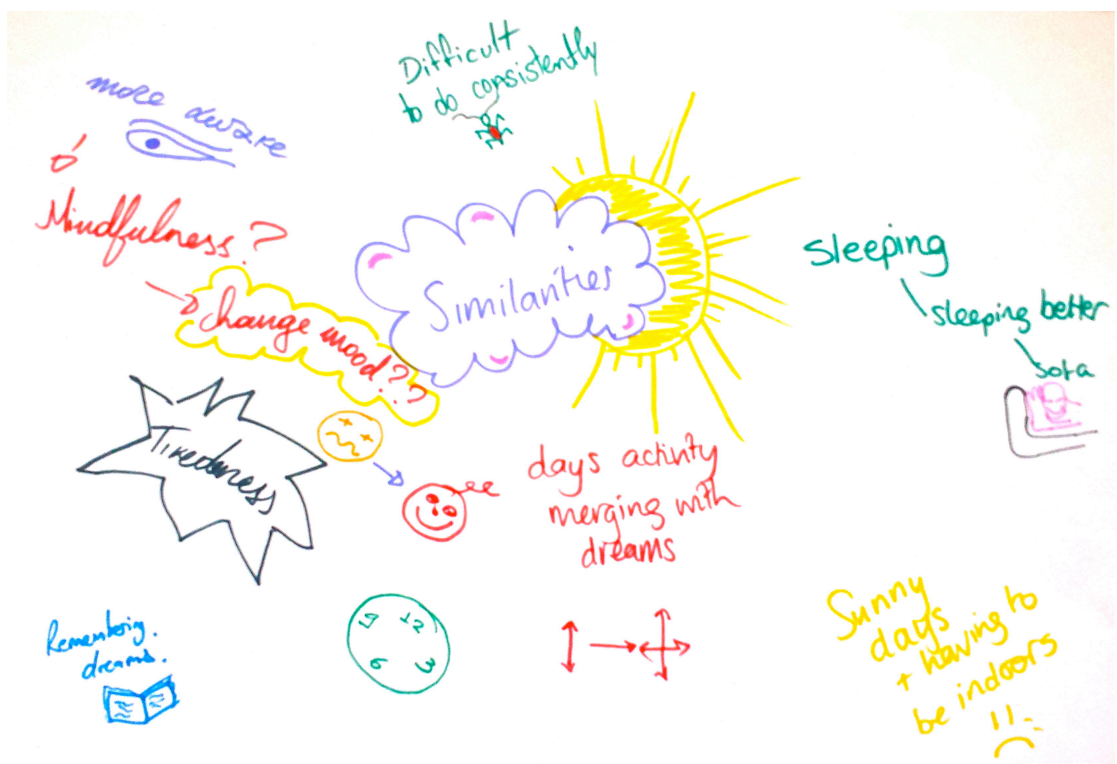 Difficult
to do consistently
more aware
Mindfulness?
change mood??
Similarities
Sleeping
sleeping better
sofa
Tiredness
days activity
merging with
dreams
Remembering
dreams.
12
3
6
9
Sunny
days
+ having to
be indoors